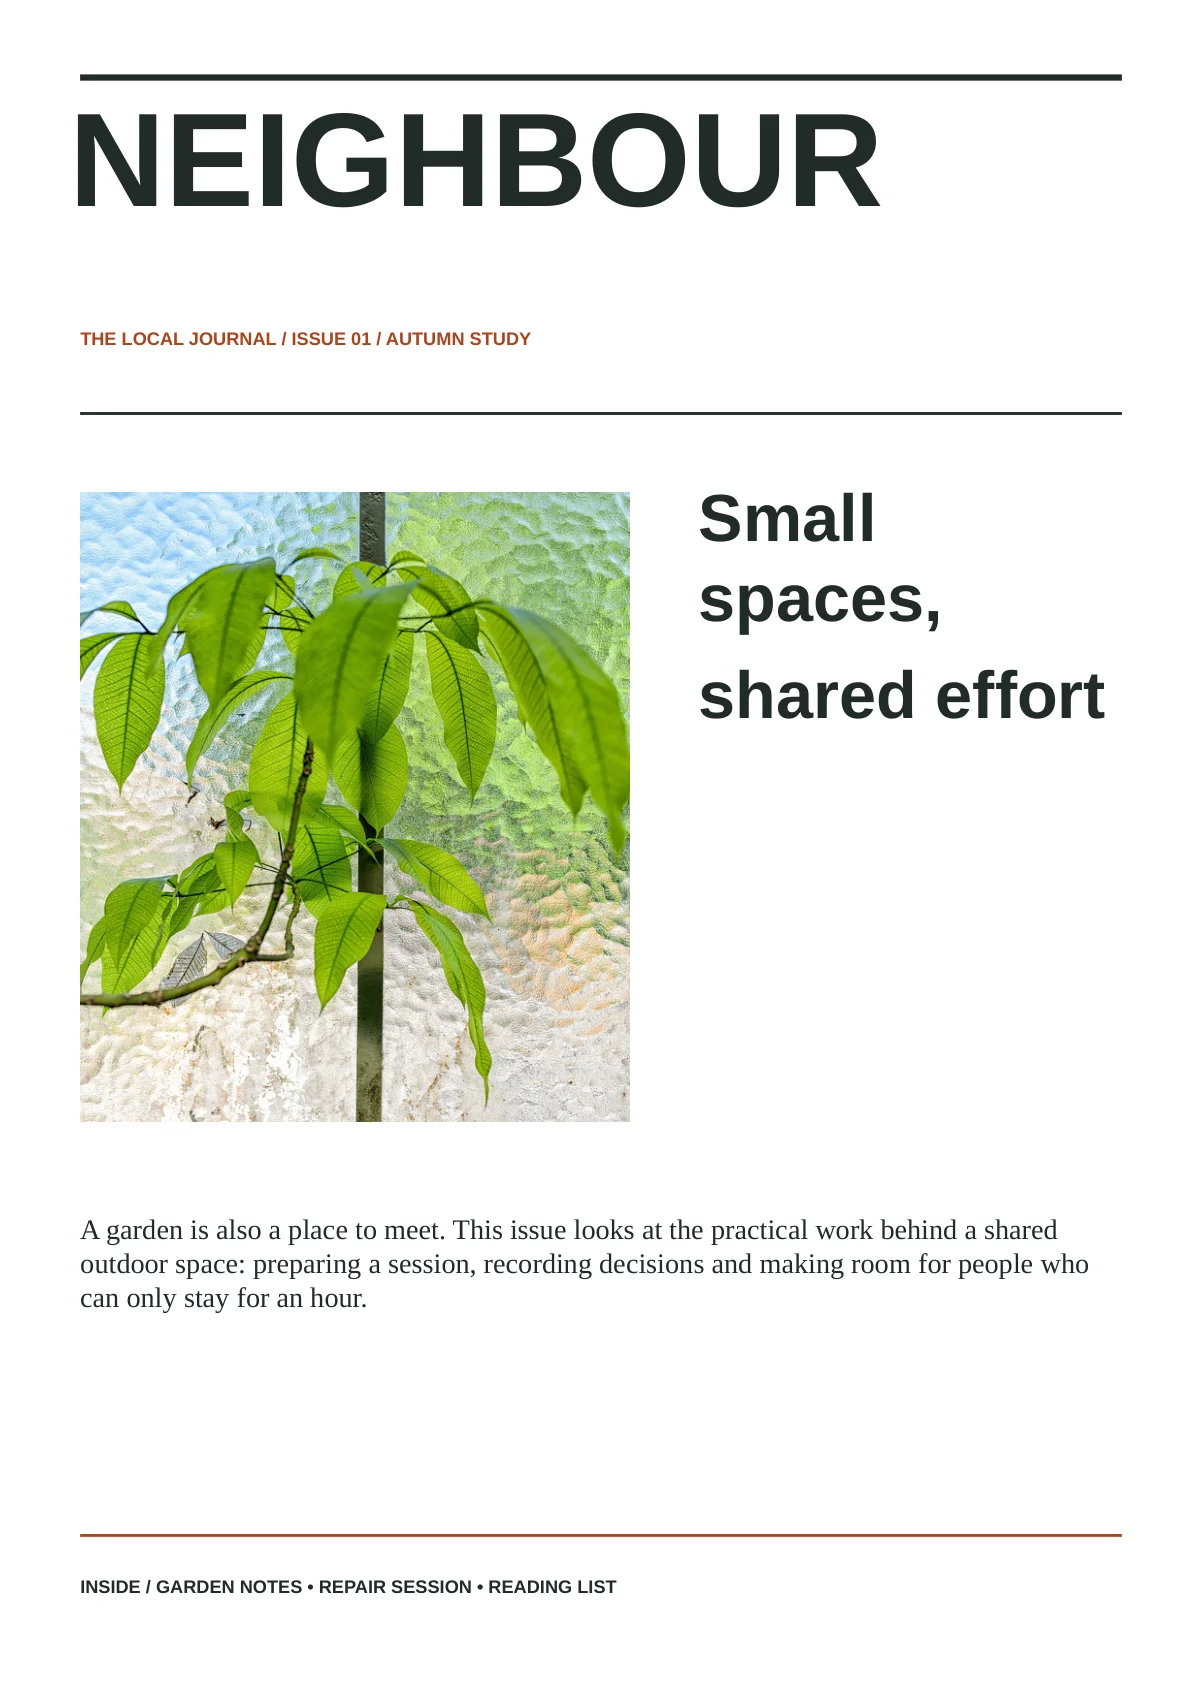 NEIGHBOUR
THE LOCAL JOURNAL / ISSUE 01 / AUTUMN STUDY
Small
spaces,
shared effort
A garden is also a place to meet. This issue looks at the practical work behind a shared
outdoor space: preparing a session, recording decisions and making room for people who
can only stay for an hour.
INSIDE / GARDEN NOTES • REPAIR SESSION • READING LIST